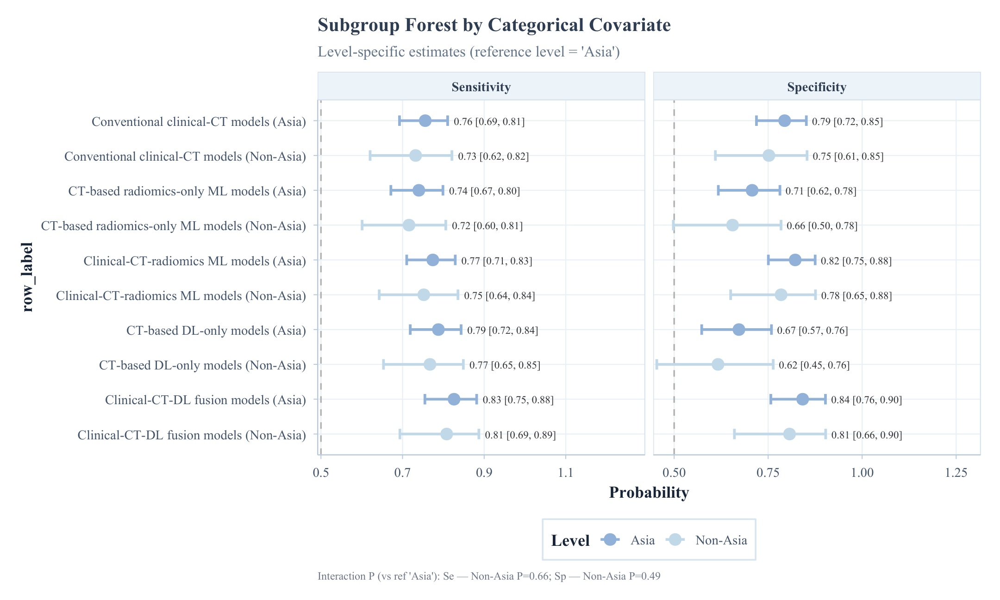 Subgroup Forest by Categorical Covariate
Level-specific estimates (reference level = 'Asia')
Sensitivity
Specificity
row_label
Conventional clinical-CT models (Asia)
0.76 [0.69, 0.81]
0.79 [0.72, 0.85]
Conventional clinical-CT models (Non-Asia)
0.73 [0.62, 0.82]
0.75 [0.61, 0.85]
CT-based radiomics-only ML models (Asia)
0.74 [0.67, 0.80]
0.71 [0.62, 0.78]
CT-based radiomics-only ML models (Non-Asia)
0.72 [0.60, 0.81]
0.66 [0.50, 0.78]
Clinical-CT-radiomics ML models (Asia)
0.77 [0.71, 0.83]
0.82 [0.75, 0.88]
Clinical-CT-radiomics ML models (Non-Asia)
0.75 [0.64, 0.84]
0.78 [0.65, 0.88]
CT-based DL-only models (Asia)
0.79 [0.72, 0.84]
0.67 [0.57, 0.76]
CT-based DL-only models (Non-Asia)
0.77 [0.65, 0.85]
0.62 [0.45, 0.76]
Clinical-CT-DL fusion models (Asia)
0.83 [0.75, 0.88]
0.84 [0.76, 0.90]
Clinical-CT-DL fusion models (Non-Asia)
0.81 [0.69, 0.89]
0.81 [0.66, 0.90]
0.5 0.7 0.9 1.1
0.50 0.75 1.00 1.25
Probability
Level Asia Non-Asia
Interaction P (vs ref 'Asia'): Se — Non-Asia P=0.66; Sp — Non-Asia P=0.49